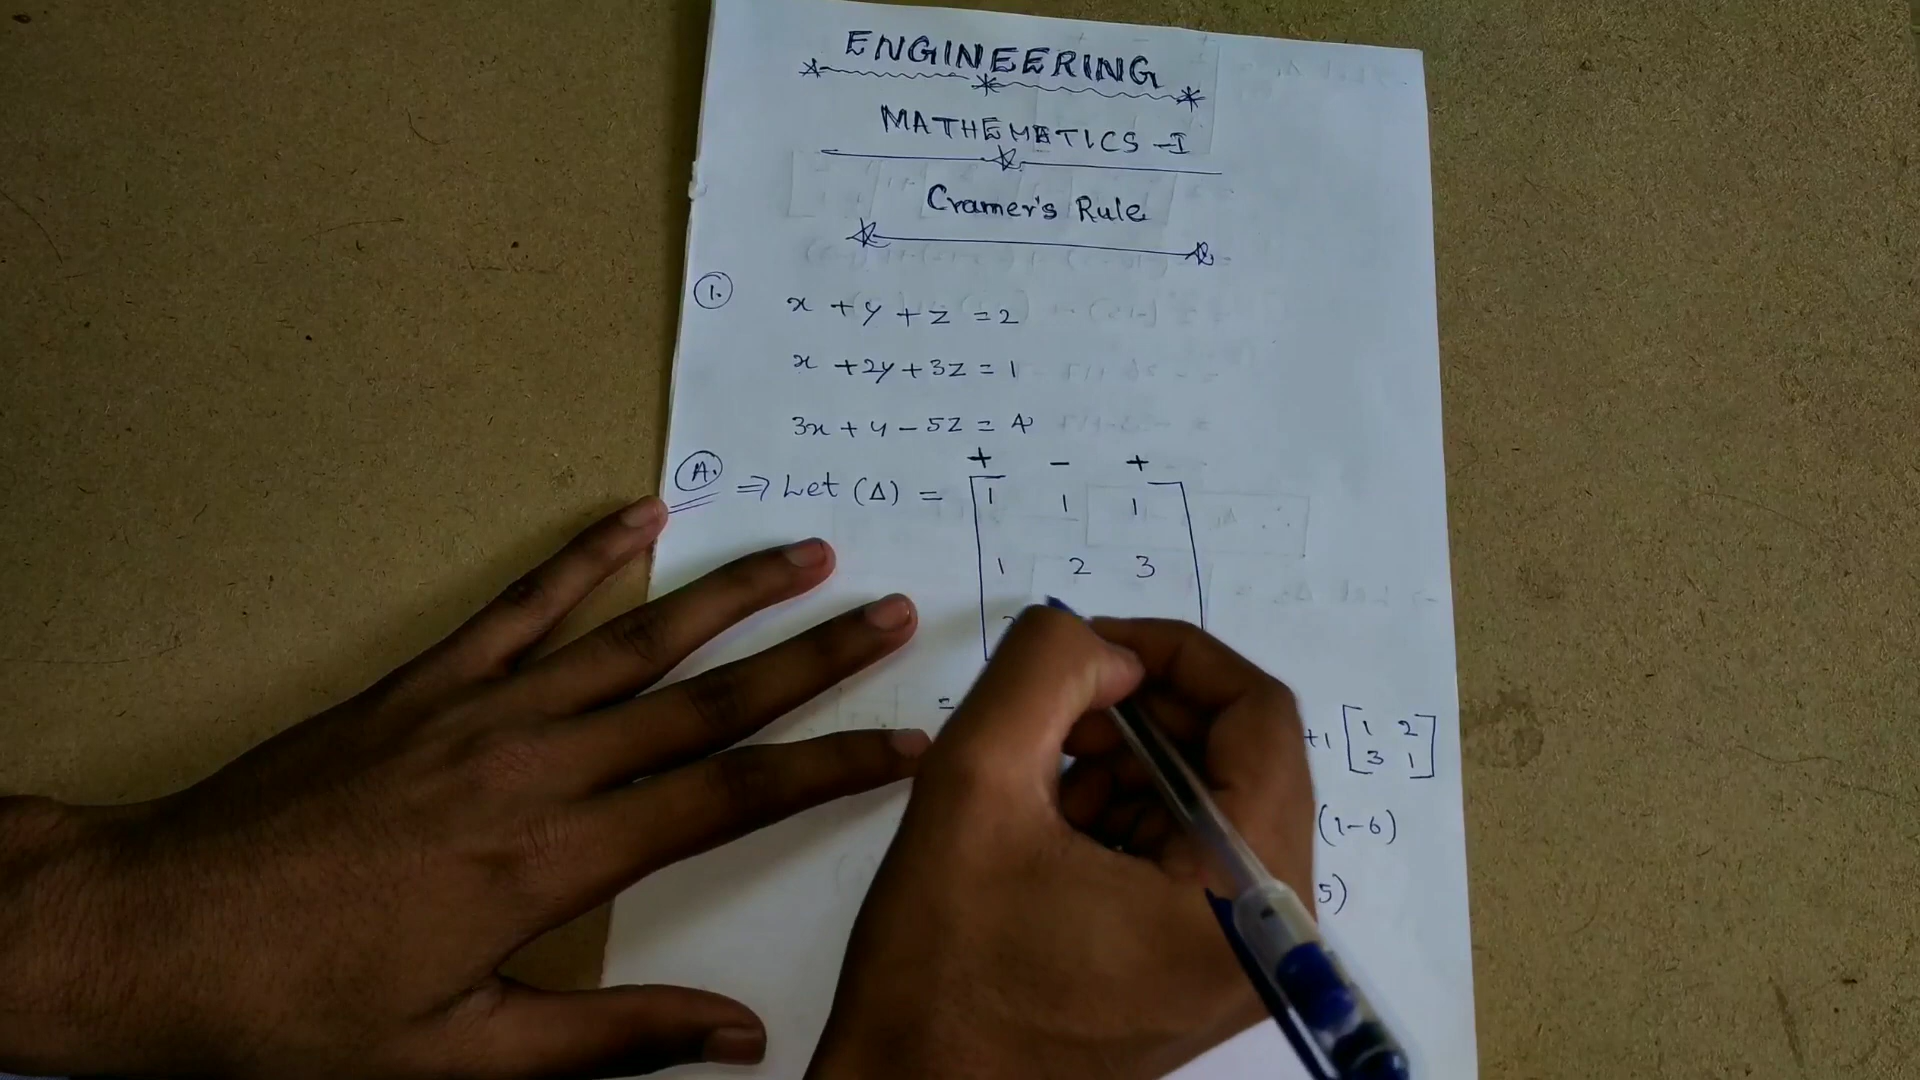 ENGINEERING
MATHEMETICS - I
Cramer's Rule
1.
x + y + z = 2
x + 2y + 3z = 1
3x + y - 5z = 4
A. ⇒ Let (Δ) =
+ - +
1 1 1
1 2 3
=
+1 [1 2
3 1]
(1-6)
5)